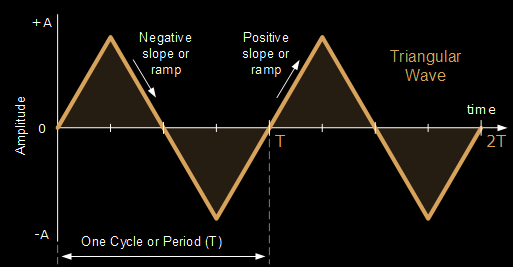 +A
Negative
slope or
ramp
Positive
slope or
ramp
Triangular
Wave
Amplitude
0
time
T
2T
-A
One Cycle or Period (T)